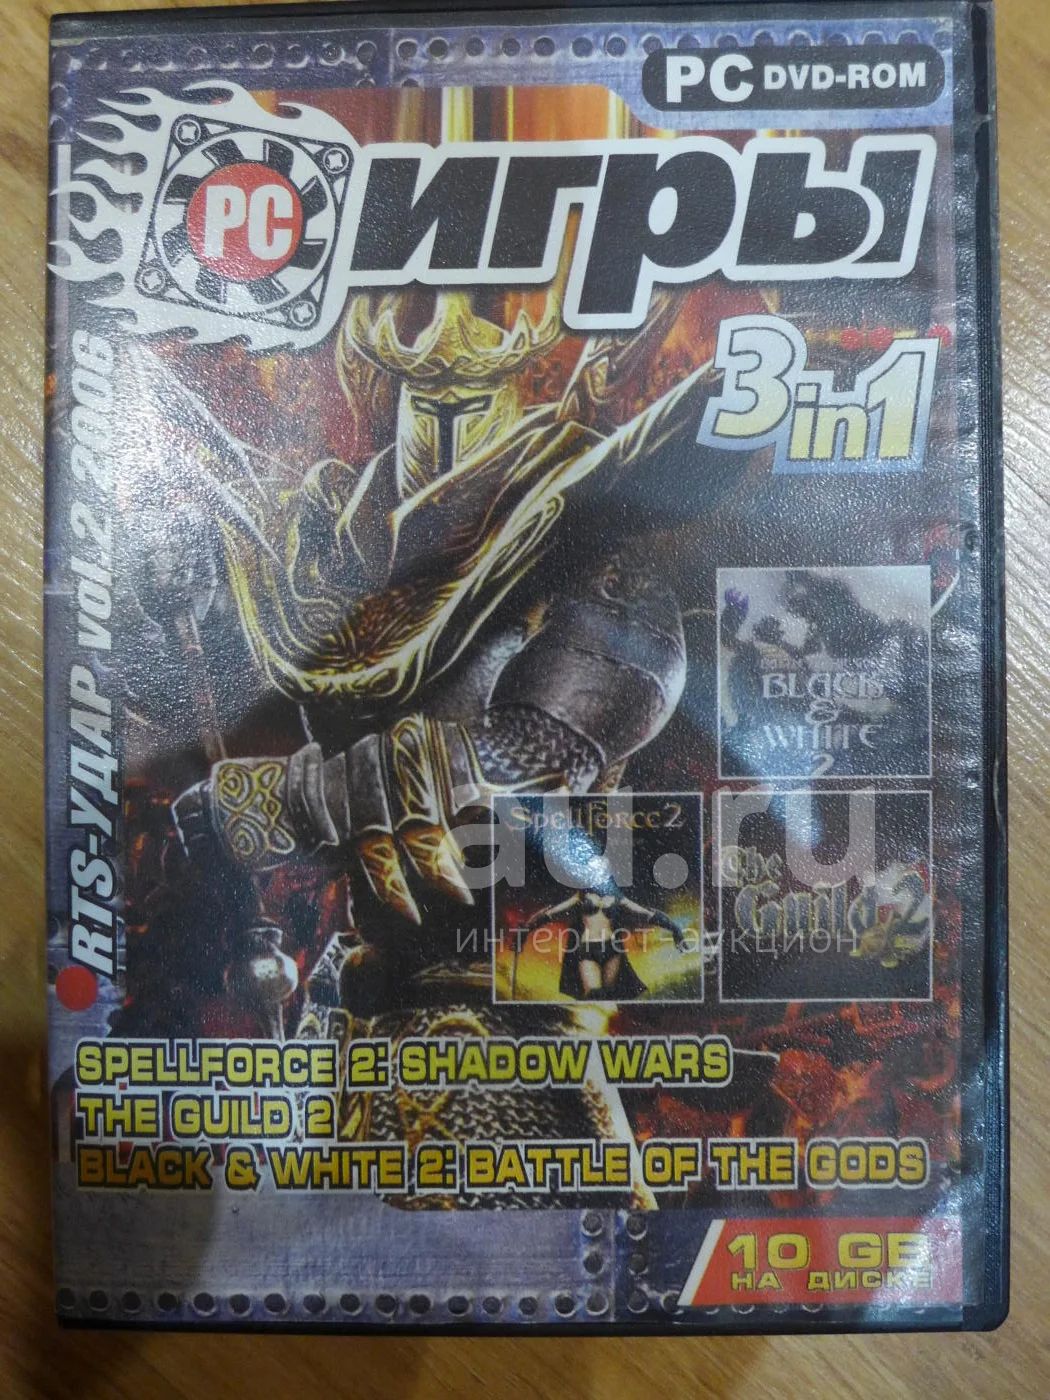 PC DVD-ROM
PC
игры
3in1
RTS-УДАР vol.2 2006
BLACK
&
WHITE
2
SpellForce 2
The
Guild 2
au.ru
интернет-аукцион
SPELLFORCE 2: SHADOW WARS
THE GUILD 2
BLACK & WHITE 2: BATTLE OF THE GODS
10 GB
НА ДИСКЕ